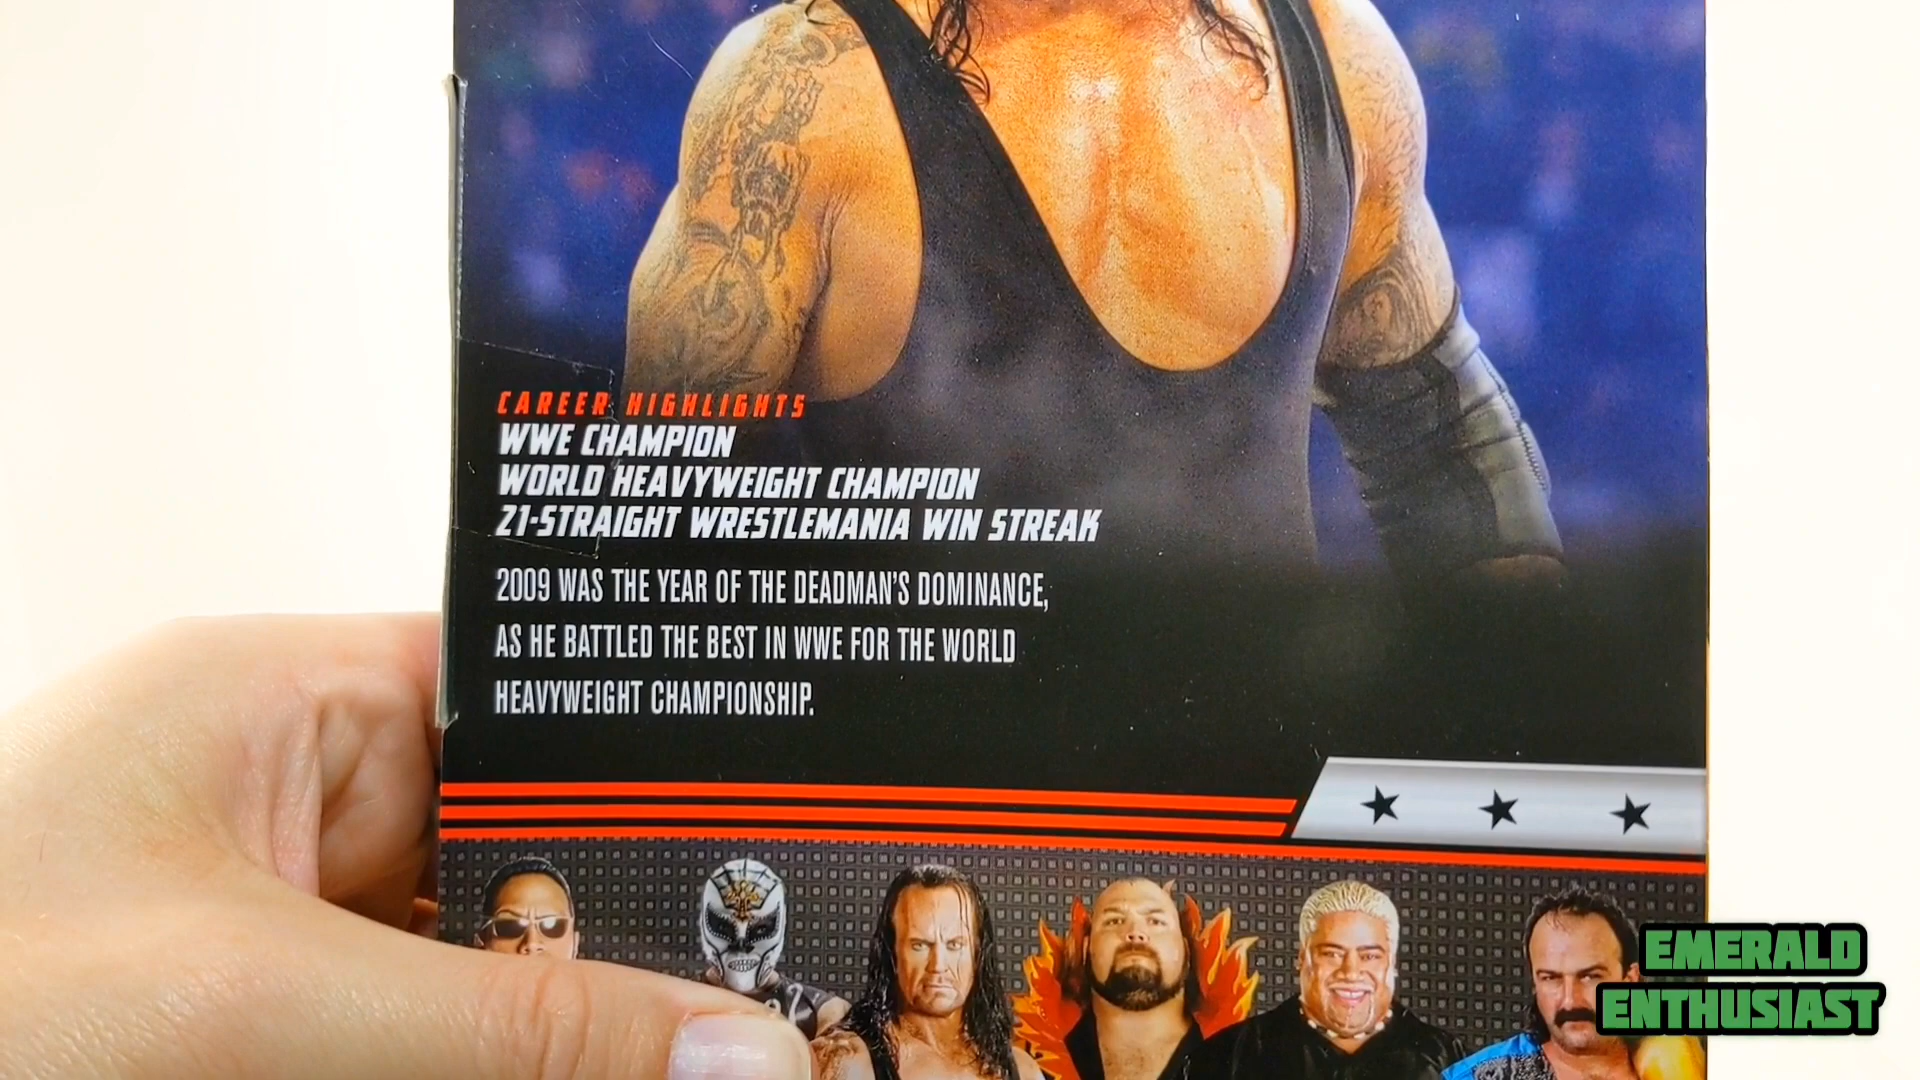 CAREER HIGHLIGHTS
WWE CHAMPION
WORLD HEAVYWEIGHT CHAMPION
21-STRAIGHT WRESTLEMANIA WIN STREAK
2009 WAS THE YEAR OF THE DEADMAN'S DOMINANCE,
AS HE BATTLED THE BEST IN WWE FOR THE WORLD
HEAVYWEIGHT CHAMPIONSHIP.
EMERALD
ENTHUSIAST